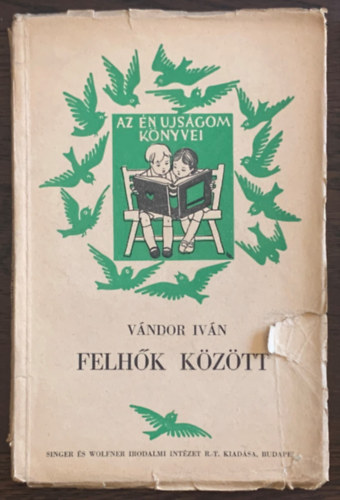 AZ ÉN UJSÁGOM
KÖNYVEI
VÁNDOR IVÁN
FELHŐK KÖZÖTT
SINGER ÉS WOLFNER IRODALMI INTÉZET R.-T. KIADÁSA, BUDAPE